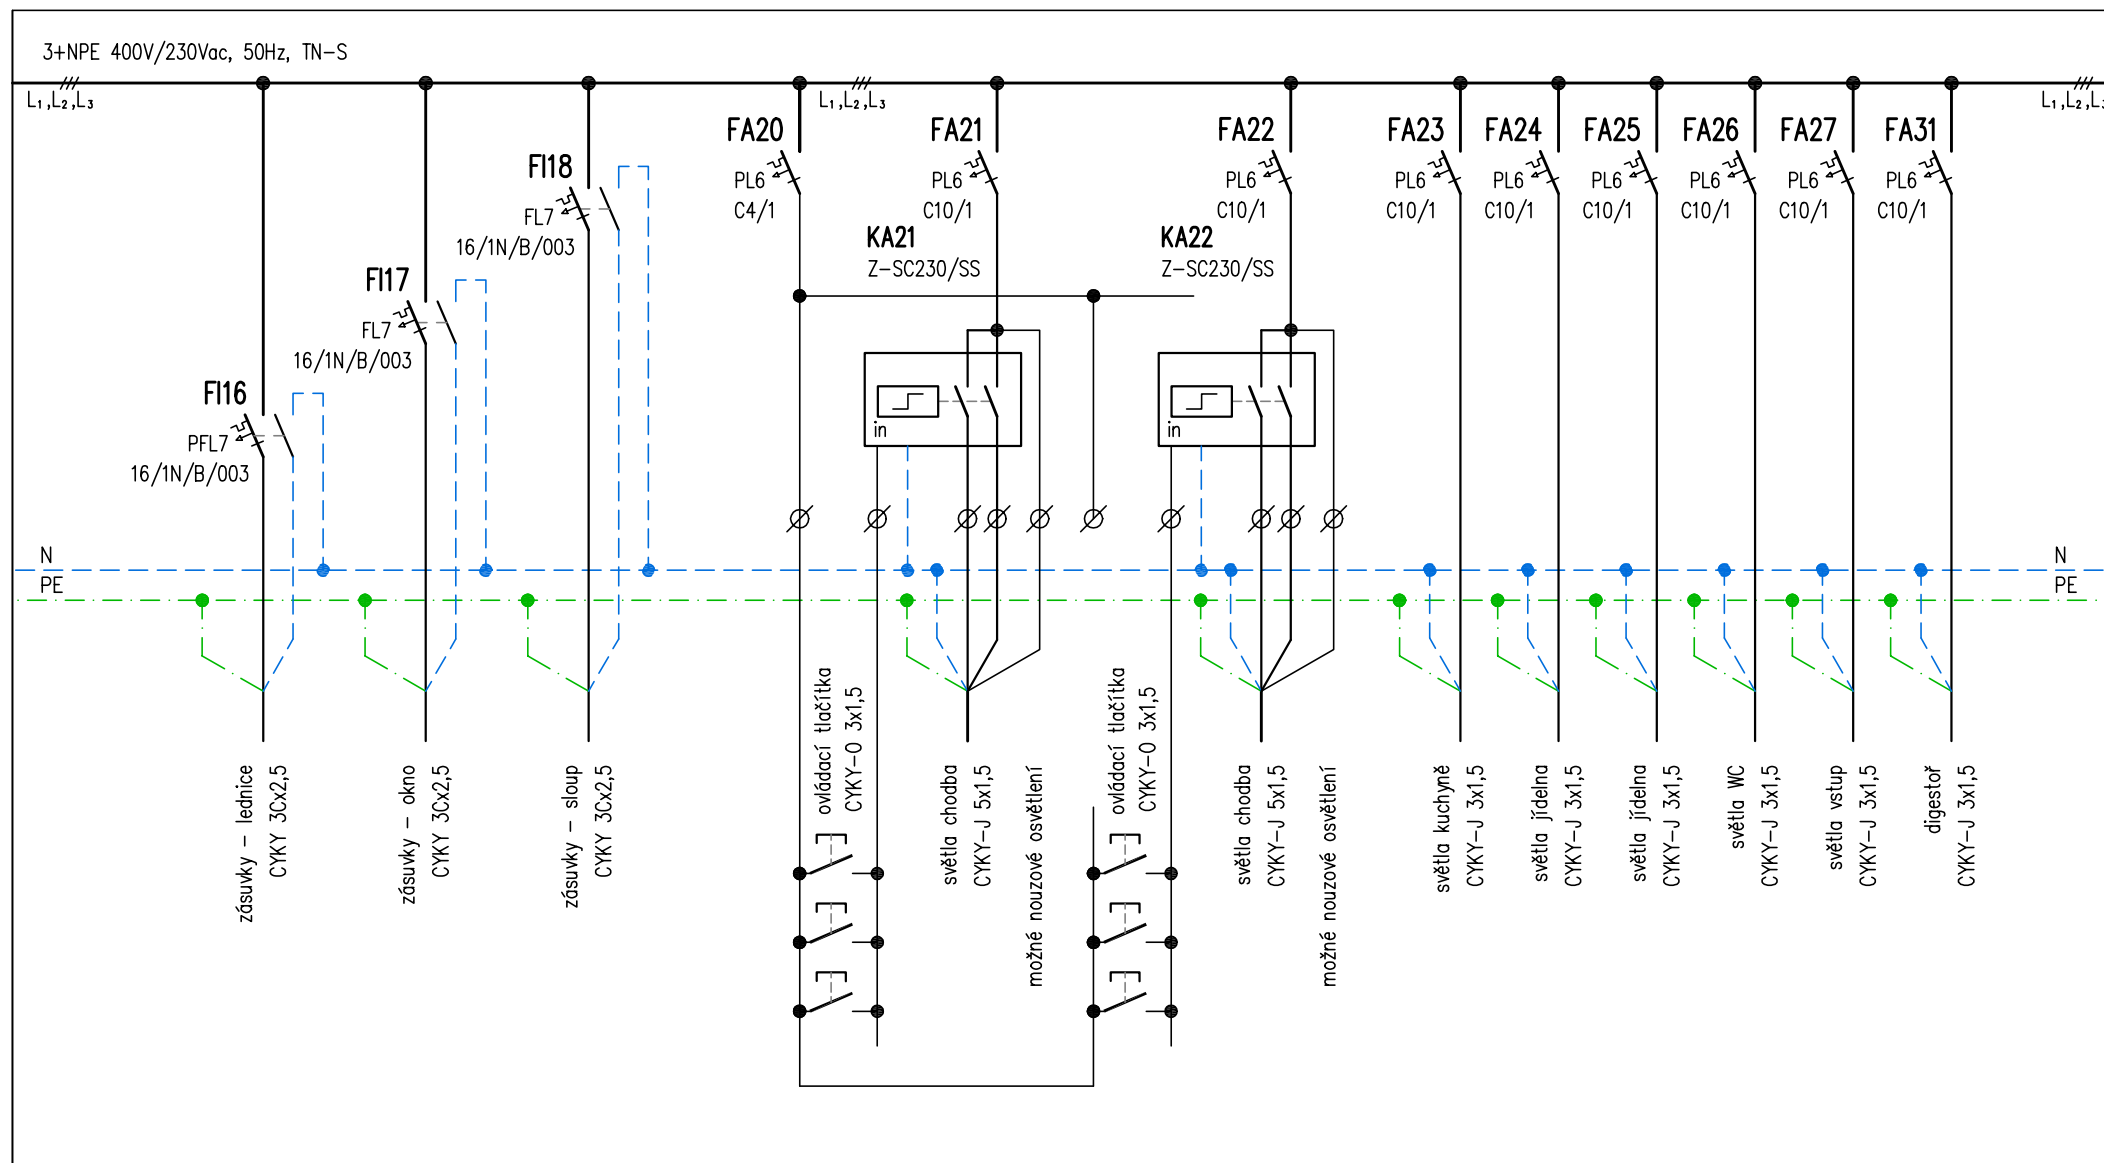 3+NPE 400V/230Vac, 50Hz, TN-S
L₁,L₂,L₃
L₁,L₂,L₃
L₁,L₂,L₃
FI16
PFL7
16/1N/B/003
FI17
FL7
16/1N/B/003
FI18
FL7
16/1N/B/003
FA20
PL6
C4/1
FA21
PL6
C10/1
KA21
Z-SC230/SS
in
FA22
PL6
C10/1
KA22
Z-SC230/SS
in
FA23
PL6
C10/1
FA24
PL6
C10/1
FA25
PL6
C10/1
FA26
PL6
C10/1
FA27
PL6
C10/1
FA31
PL6
C10/1
N
PE
N
PE
zásuvky - lednice
CYKY 3Cx2,5
zásuvky - okno
CYKY 3Cx2,5
zásuvky - sloup
CYKY 3Cx2,5
ovládací tlačítka
CYKY-O 3x1,5
světla chodba
CYKY-J 5x1,5
možné nouzové osvětlení
ovládací tlačítka
CYKY-O 3x1,5
světla chodba
CYKY-J 5x1,5
možné nouzové osvětlení
světla kuchyně
CYKY-J 3x1,5
světla jídelna
CYKY-J 3x1,5
světla jídelna
CYKY-J 3x1,5
světla WC
CYKY-J 3x1,5
světla vstup
CYKY-J 3x1,5
digestoř
CYKY-J 3x1,5